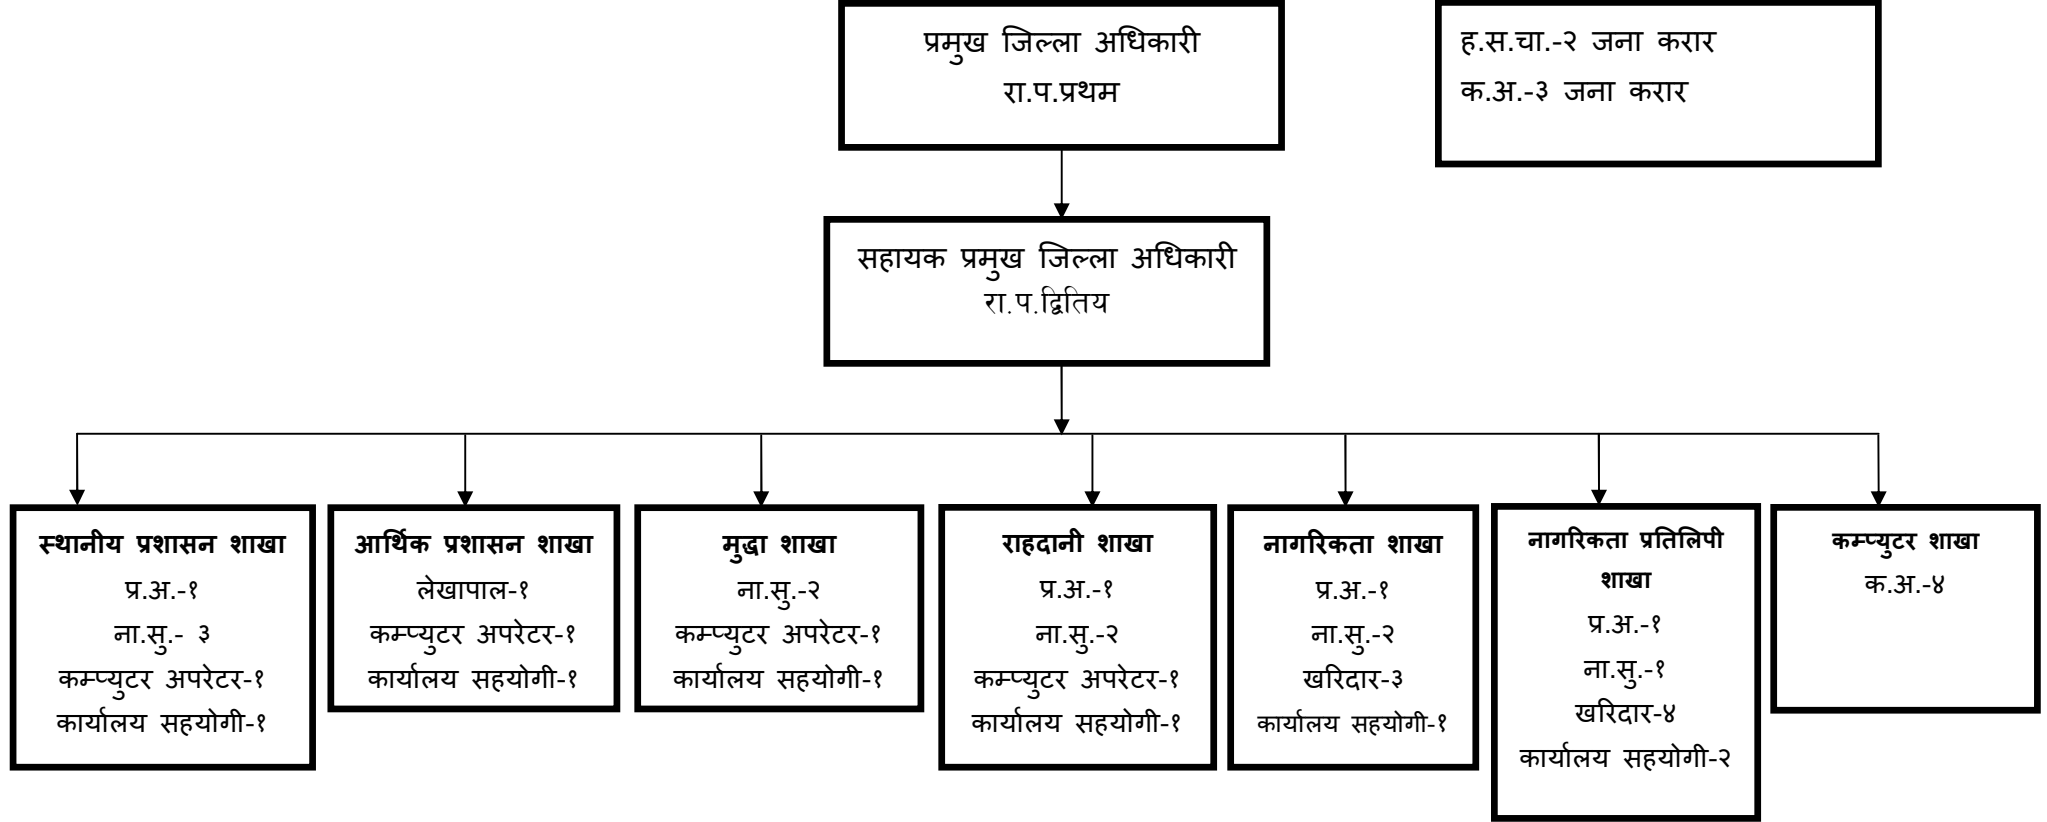 प्रमुख जिल्ला अधिकारी
रा.प.प्रथम
ह.स.चा.-२ जना करार
क.अ.-३ जना करार
सहायक प्रमुख जिल्ला अधिकारी
रा.प.द्वितिय
स्थानीय प्रशासन शाखा
प्र.अ.-१
ना.सु.- ३
कम्प्युटर अपरेटर-१
कार्यालय सहयोगी-१
आर्थिक प्रशासन शाखा
लेखापाल-१
कम्प्युटर अपरेटर-१
कार्यालय सहयोगी-१
मुद्धा शाखा
ना.सु.-२
कम्प्युटर अपरेटर-१
कार्यालय सहयोगी-१
राहदानी शाखा
प्र.अ.-१
ना.सु.-२
कम्प्युटर अपरेटर-१
कार्यालय सहयोगी-१
नागरिकता शाखा
प्र.अ.-१
ना.सु.-२
खरिदार-३
कार्यालय सहयोगी-१
नागरिकता प्रतिलिपी
शाखा
प्र.अ.-१
ना.सु.-१
खरिदार-४
कार्यालय सहयोगी-२
कम्प्युटर शाखा
क.अ.-४